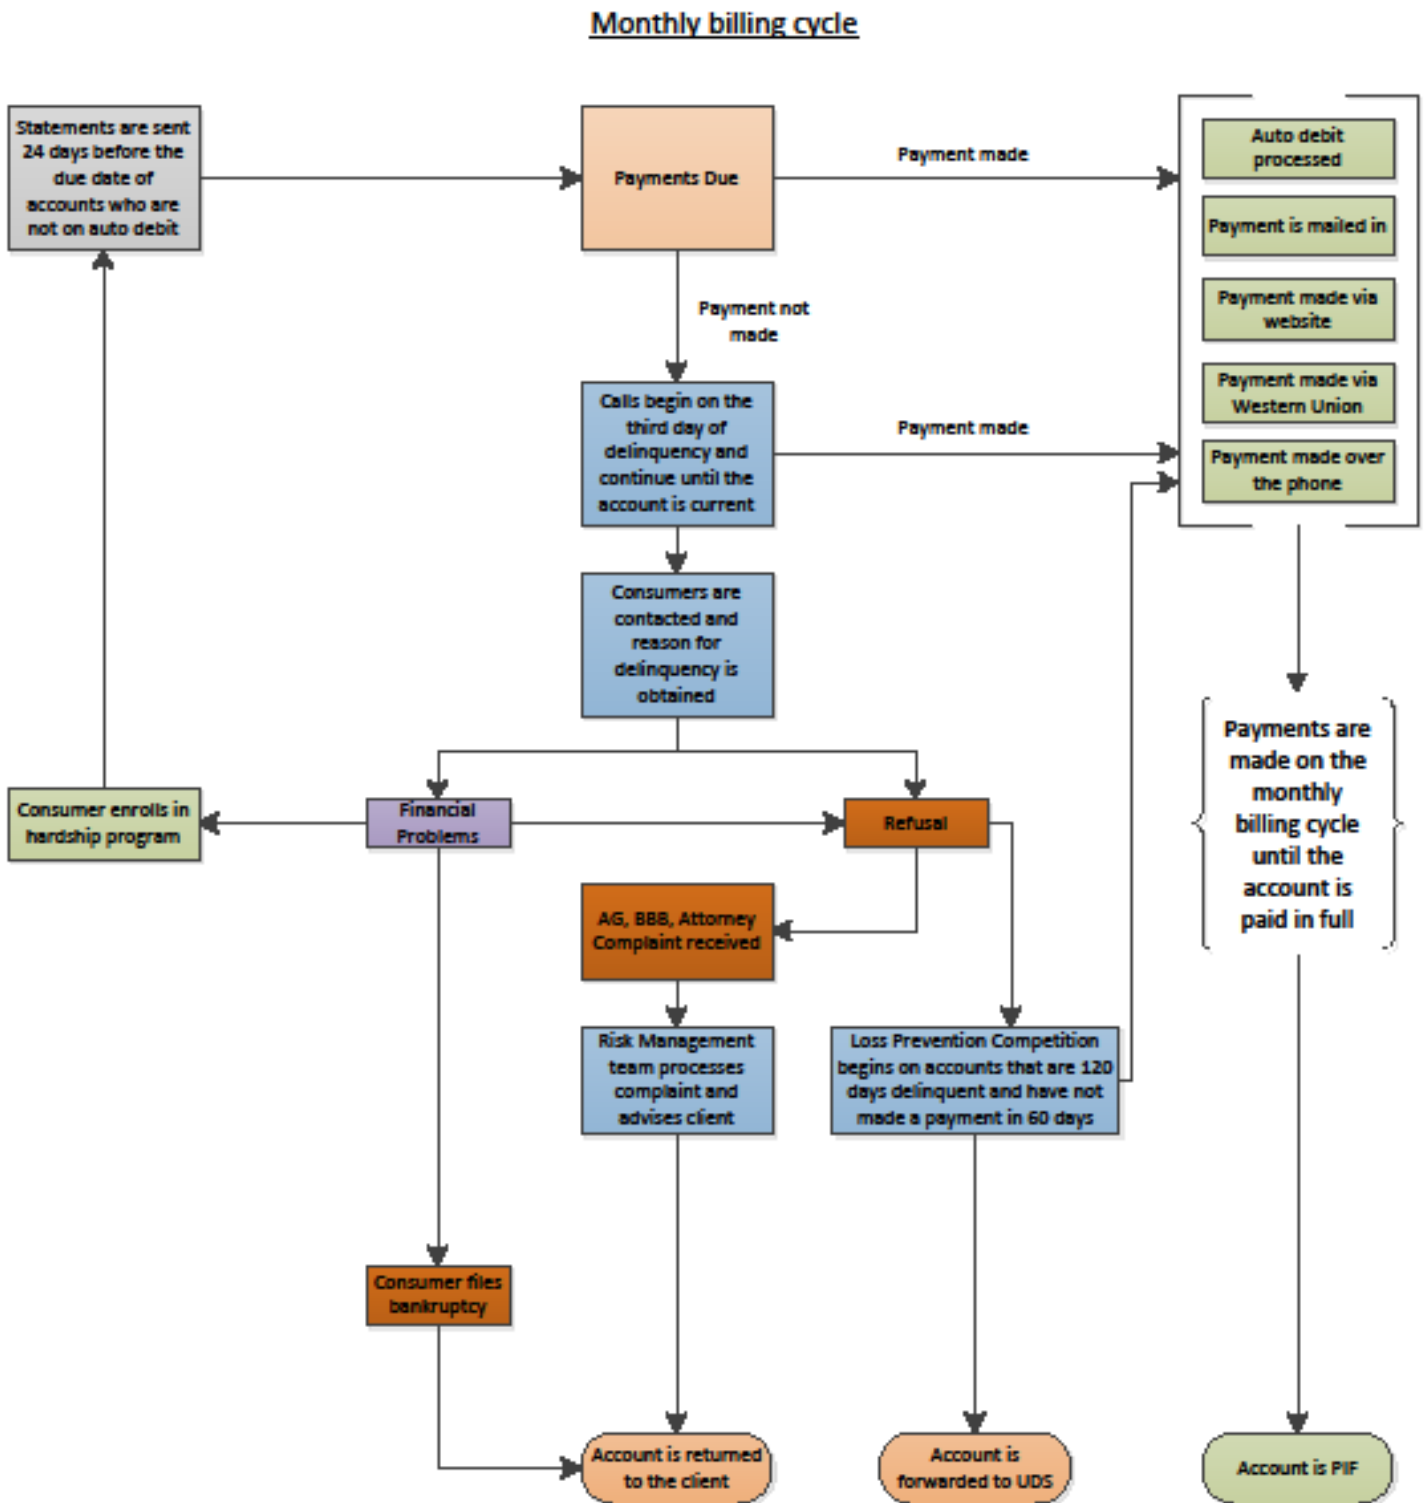 Monthly billing cycle
Statements are sent
24 days before the
due date of
accounts who are
not on auto debit
Payments Due
Payment made
Auto debit
processed
Payment is mailed in
Payment made via
website
Payment made via
Western Union
Payment made over
the phone
Payment not
made
Calls begin on the
third day of
delinquency and
continue until the
account is current
Payment made
Consumers are
contacted and
reason for
delinquency is
obtained
Payments are
made on the
monthly
billing cycle
until the
account is
paid in full
Consumer enrolls in
hardship program
Financial
Problems
Refusal
AG, BBB, Attorney
Complaint received
Risk Management
team processes
complaint and
advises client
Loss Prevention Competition
begins on accounts that are 120
days delinquent and have not
made a payment in 60 days
Consumer files
bankruptcy
Account is returned
to the client
Account is
forwarded to UDS
Account is PIF